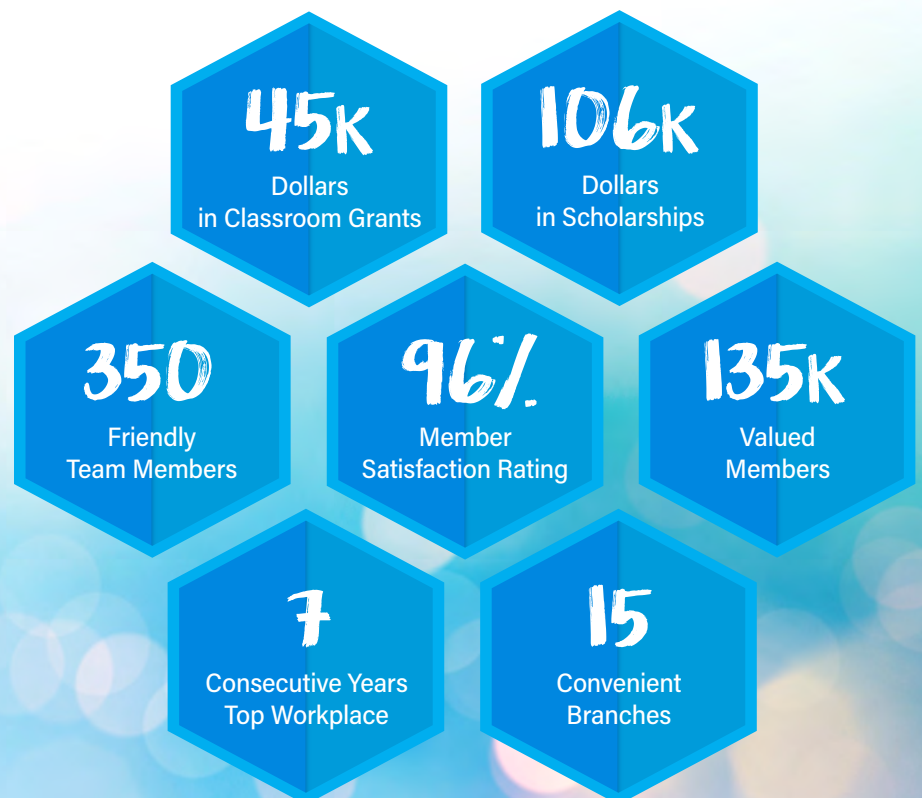 45K
Dollars
in Classroom Grants
106K
Dollars
in Scholarships
350
Friendly
Team Members
96%
Member
Satisfaction Rating
135K
Valued
Members
7
Consecutive Years
Top Workplace
15
Convenient
Branches